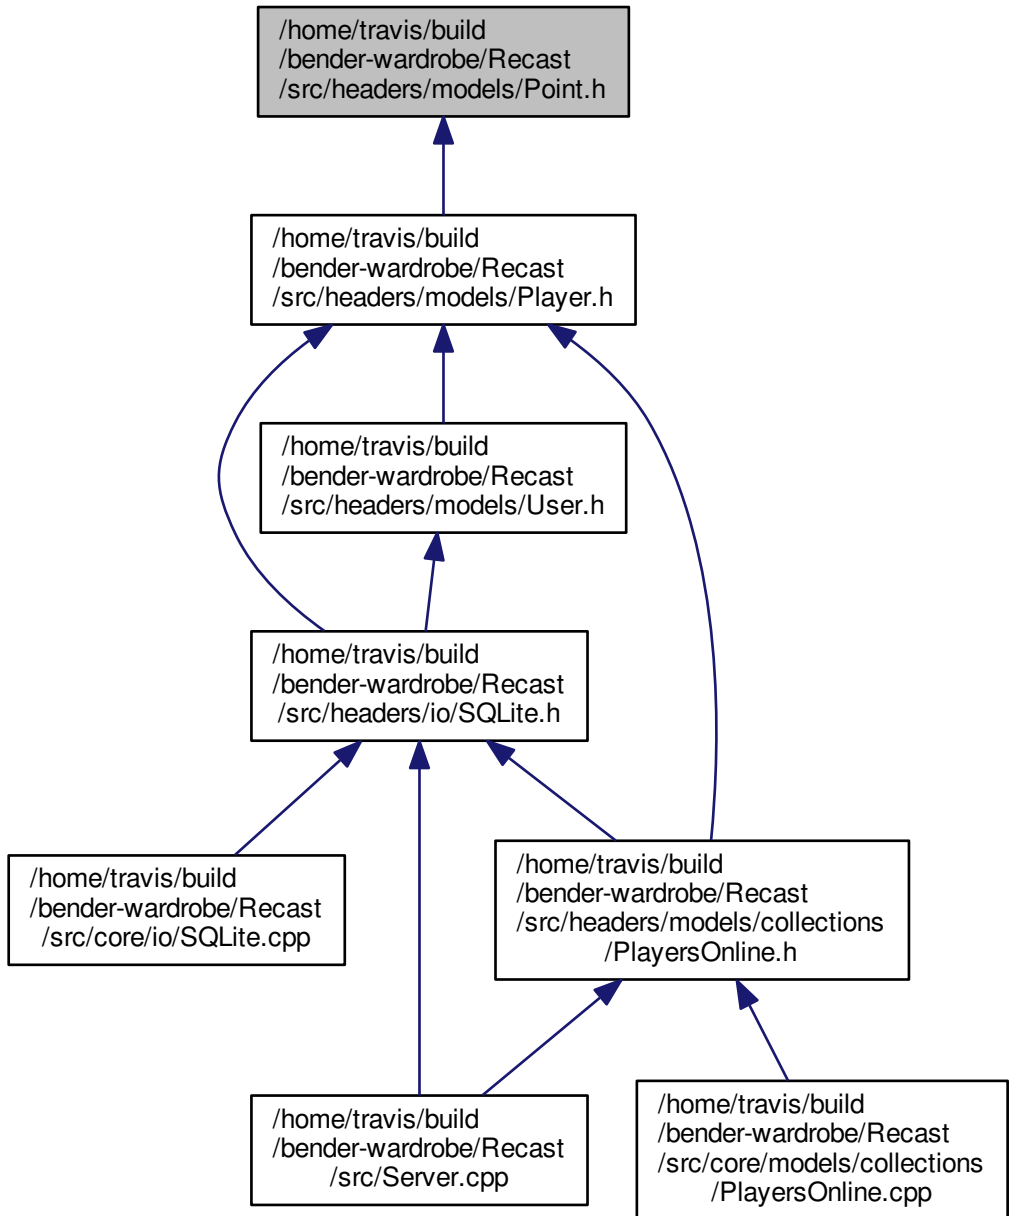 /home/travis/build
/bender-wardrobe/Recast
/src/headers/models/Point.h
/home/travis/build
/bender-wardrobe/Recast
/src/headers/models/Player.h
/home/travis/build
/bender-wardrobe/Recast
/src/headers/models/User.h
/home/travis/build
/bender-wardrobe/Recast
/src/headers/io/SQLite.h
/home/travis/build
/bender-wardrobe/Recast
/src/core/io/SQLite.cpp
/home/travis/build
/bender-wardrobe/Recast
/src/headers/models/collections
/PlayersOnline.h
/home/travis/build
/bender-wardrobe/Recast
/src/Server.cpp
/home/travis/build
/bender-wardrobe/Recast
/src/core/models/collections
/PlayersOnline.cpp